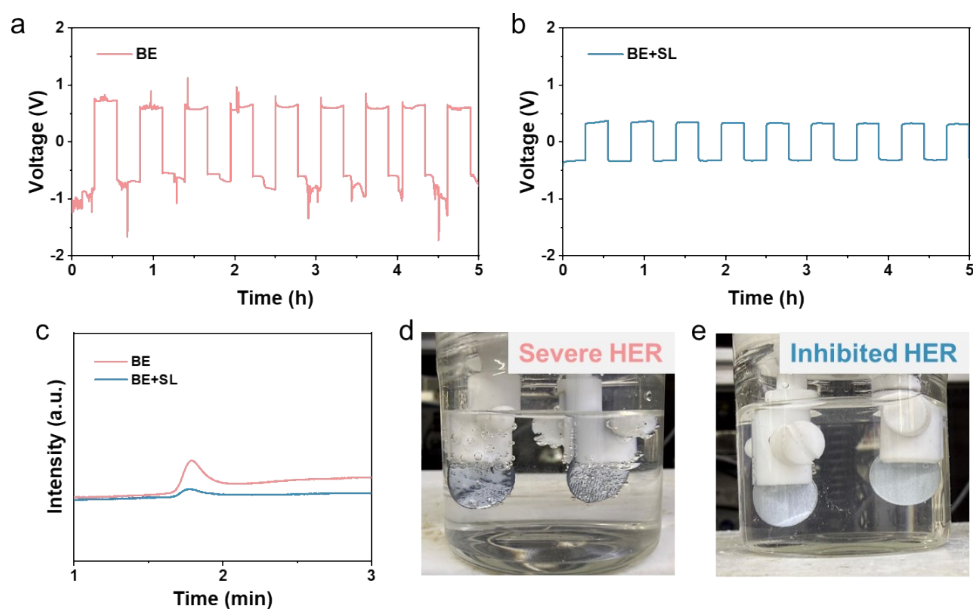 a
BE
Voltage (V)
2
1
0
-1
-2
0
1
2
3
4
5
Time (h)
b
BE+SL
Voltage (V)
2
1
0
-1
-2
0
1
2
3
4
5
Time (h)
c
BE
BE+SL
Intensity (a.u.)
1
2
3
Time (min)
d
Severe HER
e
Inhibited HER